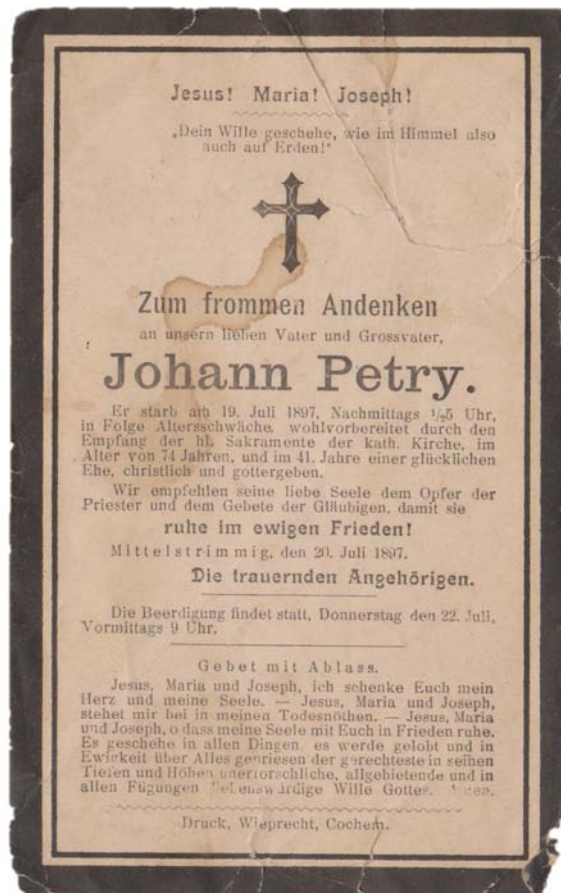 Jesus! Maria! Joseph!
„Dein Wille geschehe, wie im Himmel also
auch auf Erden!“
Zum frommen Andenken
an unsern lieben Vater und Grossvater,
Johann Petry.
Er starb am 19. Juli 1897, Nachmittags ½5 Uhr,
in Folge Altersschwäche, wohlvorbereitet durch den
Empfang der hl. Sakramente der kath. Kirche, im
Alter von 74 Jahren, und im 41. Jahre einer glücklichen
Ehe, christlich und gottergeben.
Wir empfehlen seine liebe Seele dem Opfer der
Priester und dem Gebete der Gläubigen, damit sie
ruhe im ewigen Frieden!
Mittelstrimmig, den 20. Juli 1897.
Die trauernden Angehörigen.
Die Beerdigung findet statt, Donnerstag den 22. Juli,
Vormittags 9 Uhr.
Gebet mit Ablass.
Jesus, Maria und Joseph, ich schenke Euch mein
Herz und meine Seele. — Jesus, Maria und Joseph,
stehet mir bei in meinen Todesnöthen. — Jesus, Maria
und Joseph, o dass meine Seele mit Euch in Frieden ruhe.
Es geschehe in allen Dingen, es werde gelobt und in
Ewigkeit über Alles gepriesen der gerechteste in seinen
Tiefen und Höhen unerforschliche, allgebietende und in
allen Fügungen liebenswürdige Wille Gottes. Amen.
Druck, Wieprecht, Cochem.